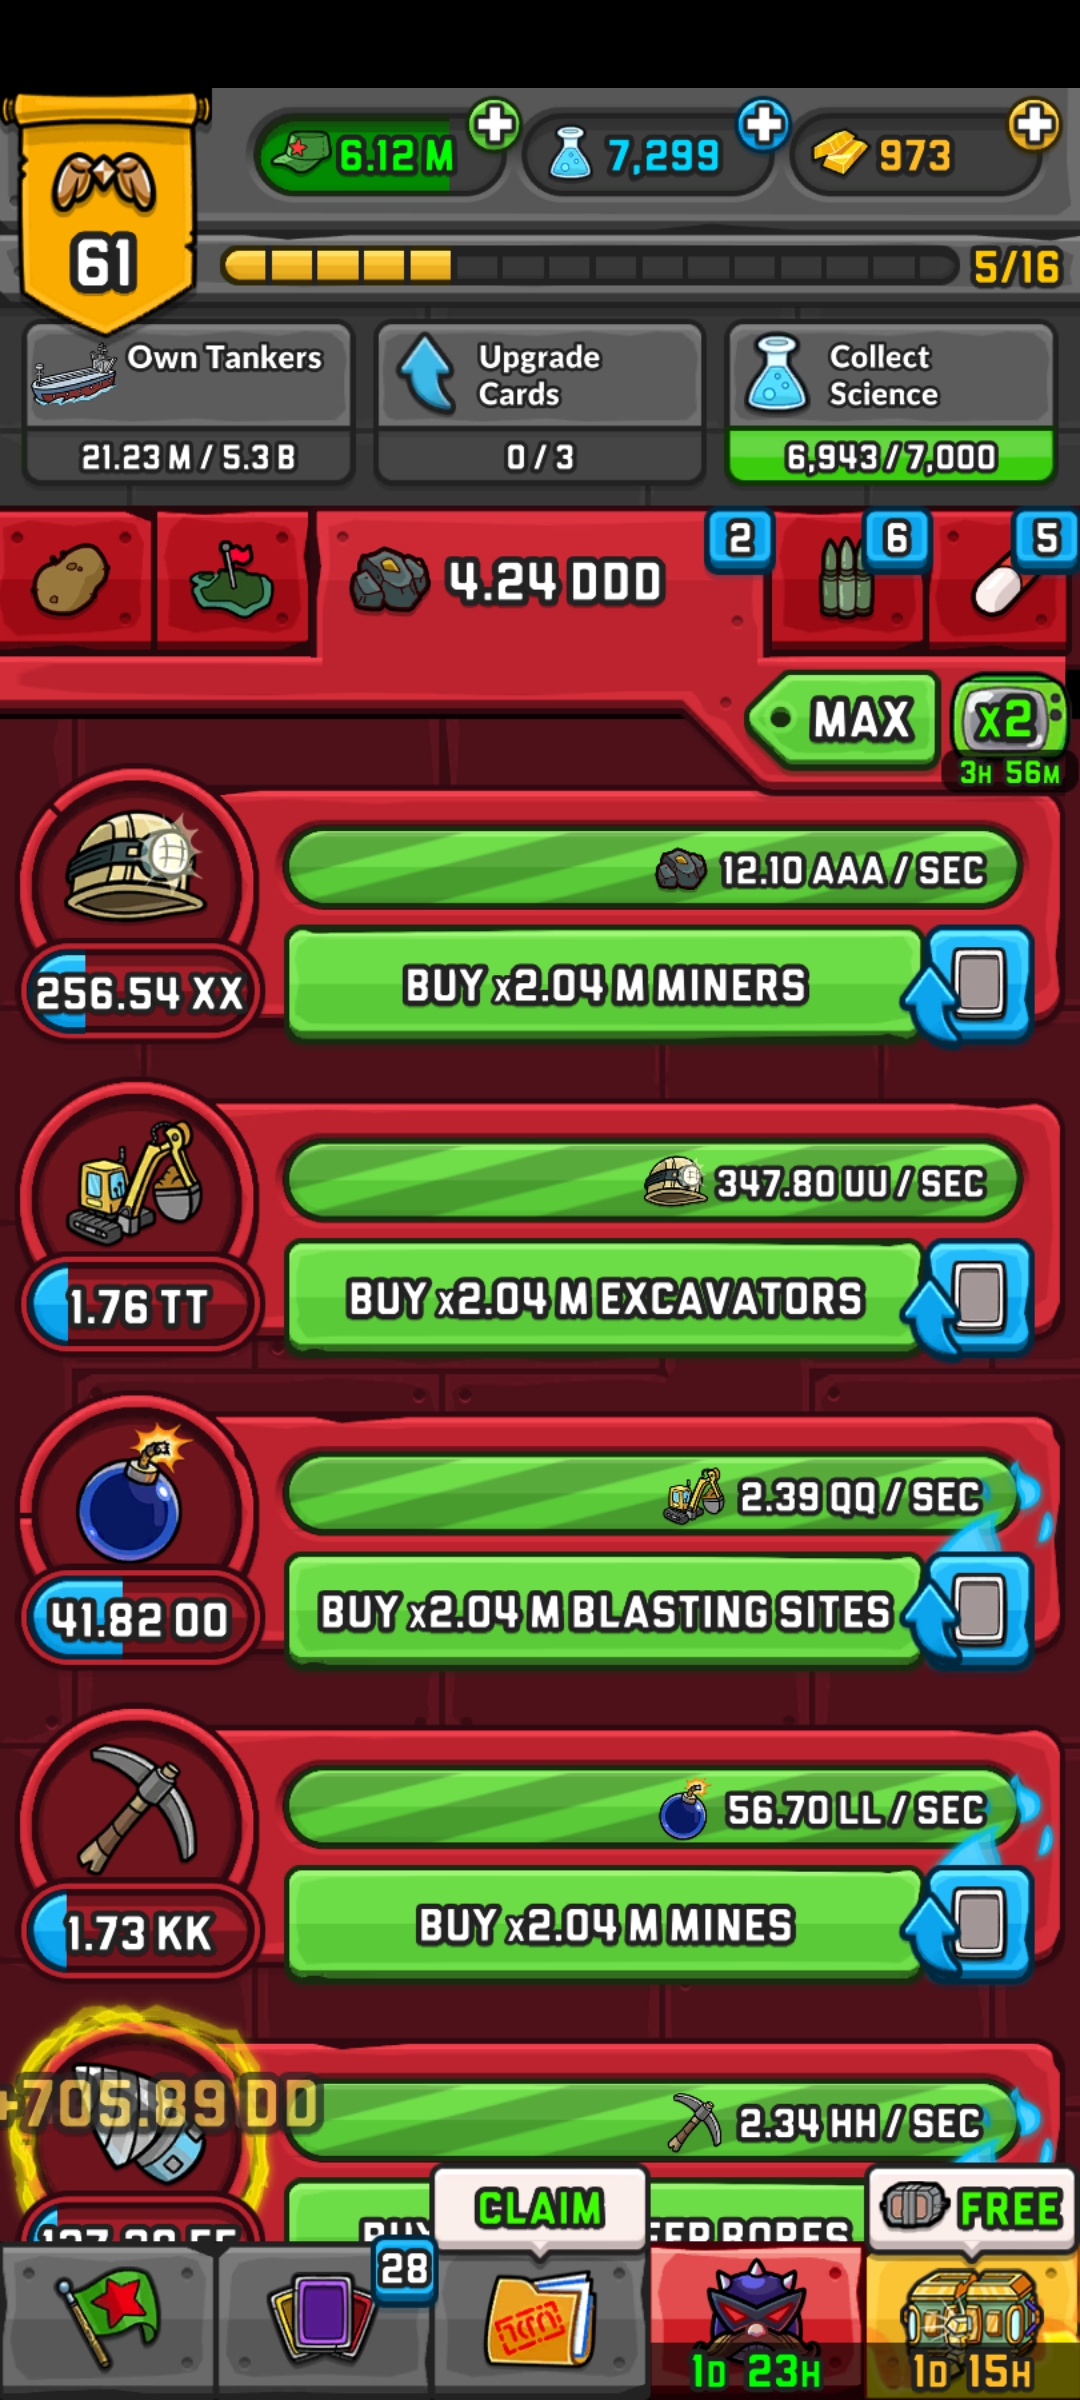 6.12 M
7,299
973
61
5/16
Own Tankers
21.23 M / 5.3 B
Upgrade
Cards
0 / 3
Collect
Science
6,943/7,000
4.24 DDD
2
6
5
MAX
x2
3H 56M
12.10 AAA / SEC
256.54 XX
BUY x2.04 M MINERS
347.80 UU / SEC
1.76 TT
BUY x2.04 M EXCAVATORS
2.39 QQ / SEC
41.82 OO
BUY x2.04 M BLASTING SITES
56.70 LL / SEC
1.73 KK
BUY x2.04 M MINES
+705.89 DD
2.34 HH / SEC
BUY
BORES
CLAIM
FREE
28
1D 23H
1D 15H